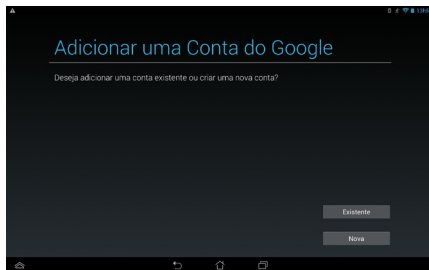 Adicionar uma Conta do Google
Deseja adicionar uma conta existente ou criar uma nova conta?
Existente
Nova